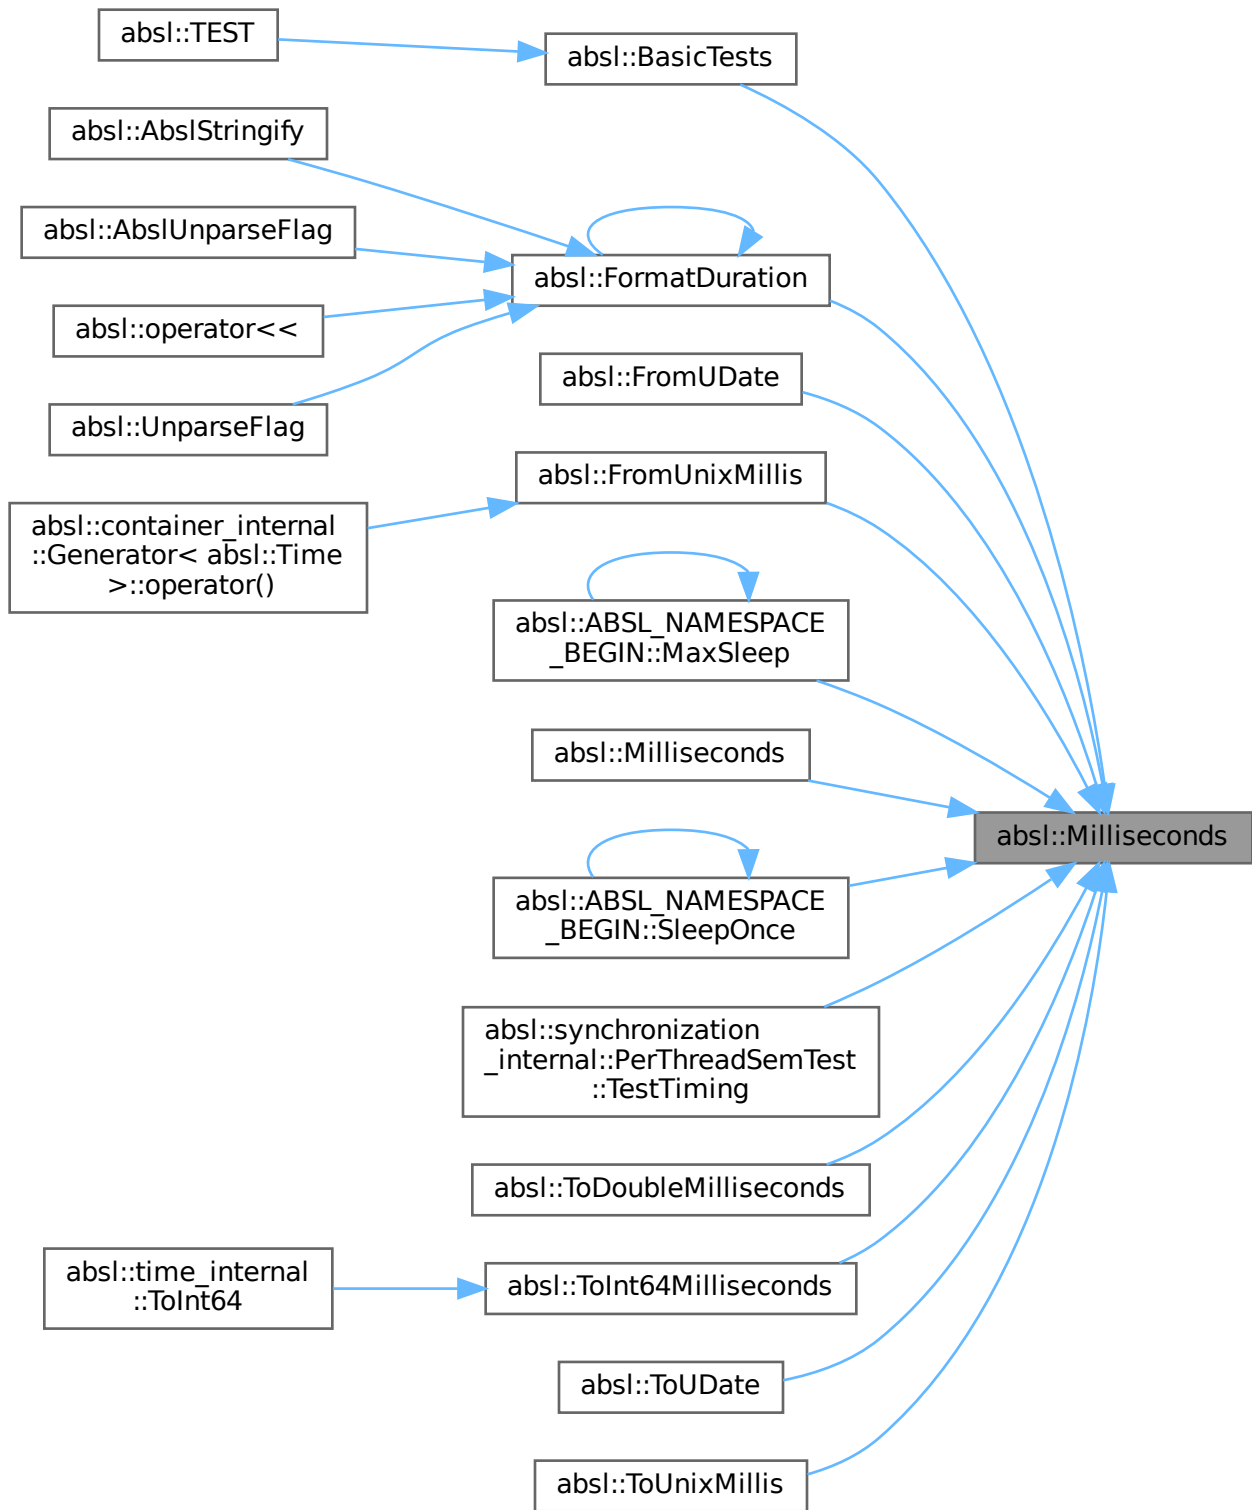 absl::TEST
absl::BasicTests
absl::AbslStringify
absl::AbslUnparseFlag
absl::FormatDuration
absl::operator<<
absl::FromUDate
absl::UnparseFlag
absl::FromUnixMillis
absl::container_internal
::Generator< absl::Time
>::operator()
absl::ABSL_NAMESPACE
_BEGIN::MaxSleep
absl::Milliseconds
absl::Milliseconds
absl::ABSL_NAMESPACE
_BEGIN::SleepOnce
absl::synchronization
_internal::PerThreadSemTest
::TestTiming
absl::ToDoubleMilliseconds
absl::time_internal
::ToInt64
absl::ToInt64Milliseconds
absl::ToUDate
absl::ToUnixMillis